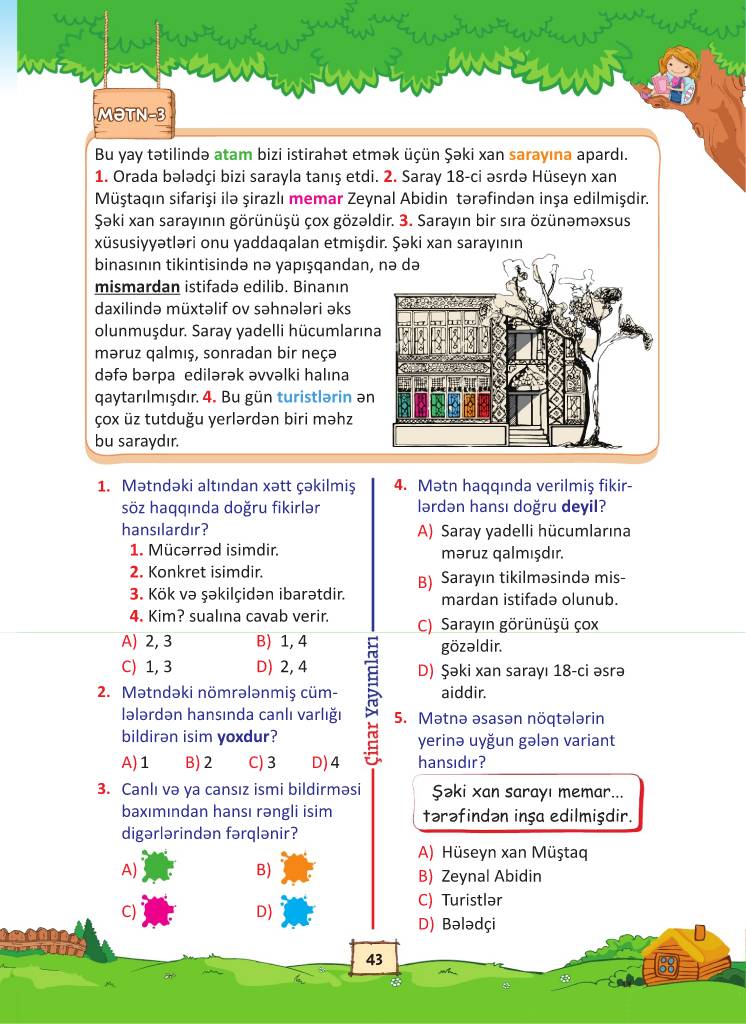 MƏTN-3
Bu yay tətilində atam bizi istirahət etmək üçün Şəki xan sarayına apardı.
1. Orada bələdçi bizi sarayla tanış etdi. 2. Saray 18-ci əsrdə Hüseyn xan
Müştaqın sifarişi ilə şirazlı memar Zeynal Abidin tərəfindən inşa edilmişdir.
Şəki xan sarayının görünüşü çox gözəldir. 3. Sarayın bir sıra özünəməxsus
xüsusiyyətləri onu yaddaqalan etmişdir. Şəki xan sarayının
binasının tikintisində nə yapışqandan, nə də
mismardan istifadə edilib. Binanın
daxilində müxtəlif ov səhnələri əks
olunmuşdur. Saray yadelli hücumlarına
məruz qalmış, sonradan bir neçə
dəfə bərpa edilərək əvvəlki halına
qaytarılmışdır. 4. Bu gün turistlərin ən
çox üz tutduğu yerlərdən biri məhz
bu saraydır.
1. Mətndəki altından xətt çəkilmiş
söz haqqında doğru fikirlər
hansılardır?
1. Mücərrəd isimdir.
2. Konkret isimdir.
3. Kök və şəkilçidən ibarətdir.
4. Kim? sualına cavab verir.
A) 2, 3 B) 1, 4
C) 1, 3 D) 2, 4
2. Mətndəki nömrələnmiş cüm-
lələrdən hansında canlı varlığı
bildirən isim yoxdur?
A) 1 B) 2 C) 3 D) 4
3. Canlı və ya cansız ismi bildirməsi
baxımından hansı rəngli isim
digərlərindən fərqlənir?
A) B)
C) D)
Çinar Yayımları
4. Mətn haqqında verilmiş fikir-
lərdən hansı doğru deyil?
A) Saray yadelli hücumlarına
məruz qalmışdır.
B) Sarayın tikilməsində mis-
mardan istifadə olunub.
C) Sarayın görünüşü çox
gözəldir.
D) Şəki xan sarayı 18-ci əsrə
aiddir.
5. Mətnə əsasən nöqtələrin
yerinə uyğun gələn variant
hansıdır?
Şəki xan sarayı memar...
tərəfindən inşa edilmişdir.
A) Hüseyn xan Müştaq
B) Zeynal Abidin
C) Turistlər
D) Bələdçi
43